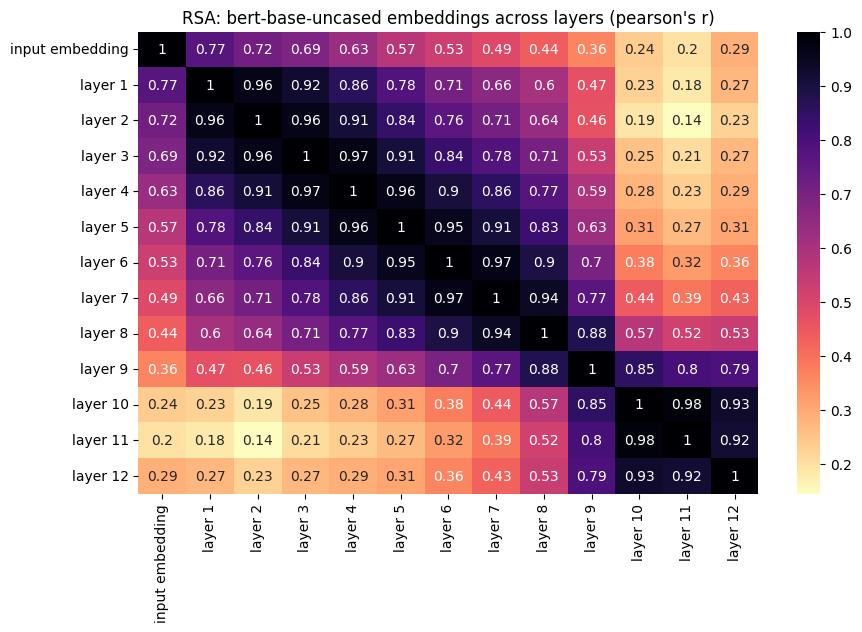 RSA: bert-base-uncased embeddings across layers (pearson's r)
input embedding 1 0.77 0.72 0.69 0.63 0.57 0.53 0.49 0.44 0.36 0.24 0.2 0.29
layer 1 0.77 1 0.96 0.92 0.86 0.78 0.71 0.66 0.6 0.47 0.23 0.18 0.27
layer 2 0.72 0.96 1 0.96 0.91 0.84 0.76 0.71 0.64 0.46 0.19 0.14 0.23
layer 3 0.69 0.92 0.96 1 0.97 0.91 0.84 0.78 0.71 0.53 0.25 0.21 0.27
layer 4 0.63 0.86 0.91 0.97 1 0.96 0.9 0.86 0.77 0.59 0.28 0.23 0.29
layer 5 0.57 0.78 0.84 0.91 0.96 1 0.95 0.91 0.83 0.63 0.31 0.27 0.31
layer 6 0.53 0.71 0.76 0.84 0.9 0.95 1 0.97 0.9 0.7 0.38 0.32 0.36
layer 7 0.49 0.66 0.71 0.78 0.86 0.91 0.97 1 0.94 0.77 0.44 0.39 0.43
layer 8 0.44 0.6 0.64 0.71 0.77 0.83 0.9 0.94 1 0.88 0.57 0.52 0.53
layer 9 0.36 0.47 0.46 0.53 0.59 0.63 0.7 0.77 0.88 1 0.85 0.8 0.79
layer 10 0.24 0.23 0.19 0.25 0.28 0.31 0.38 0.44 0.57 0.85 1 0.98 0.93
layer 11 0.2 0.18 0.14 0.21 0.23 0.27 0.32 0.39 0.52 0.8 0.98 1 0.92
layer 12 0.29 0.27 0.23 0.27 0.29 0.31 0.36 0.43 0.53 0.79 0.93 0.92 1
input embedding
layer 1
layer 2
layer 3
layer 4
layer 5
layer 6
layer 7
layer 8
layer 9
layer 10
layer 11
layer 12
1.0
0.9
0.8
0.7
0.6
0.5
0.4
0.3
0.2